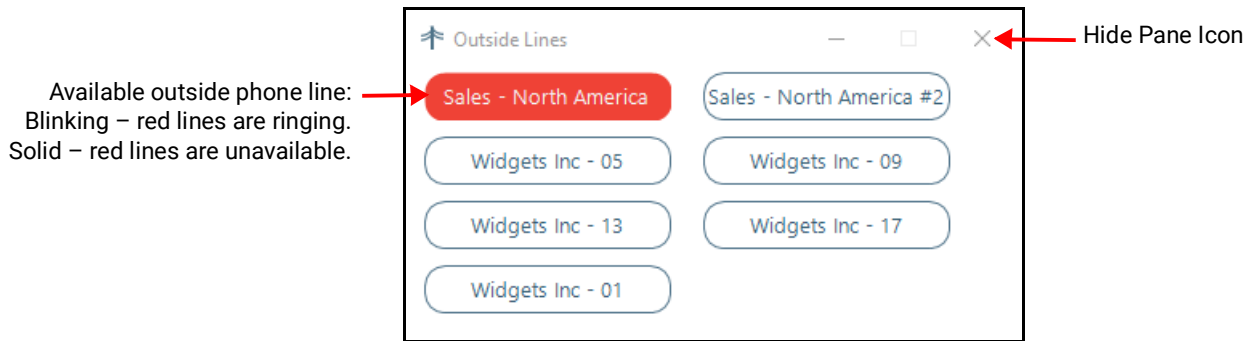 Outside Lines
Hide Pane Icon
Available outside phone line:
Blinking – red lines are ringing.
Solid – red lines are unavailable.
Sales - North America
Sales - North America #2
Widgets Inc - 05
Widgets Inc - 09
Widgets Inc - 13
Widgets Inc - 17
Widgets Inc - 01